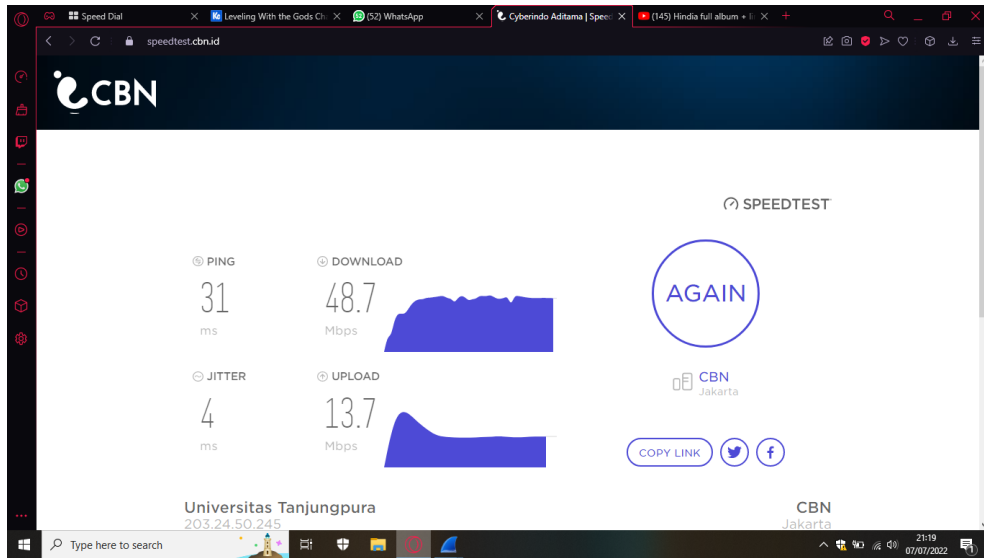 Speed Dial
Leveling With the Gods Ch
(52) WhatsApp
Cyberindo Aditama | Speed
(145) Hindia full album + li
speedtest.cbn.id
CBN
SPEEDTEST
PING
DOWNLOAD
31
48.7
ms
Mbps
AGAIN
JITTER
UPLOAD
4
13.7
ms
Mbps
CBN
Jakarta
COPY LINK
Universitas Tanjungpura
203.24.50.245
CBN
Jakarta
Type here to search
21:19
07/07/2022